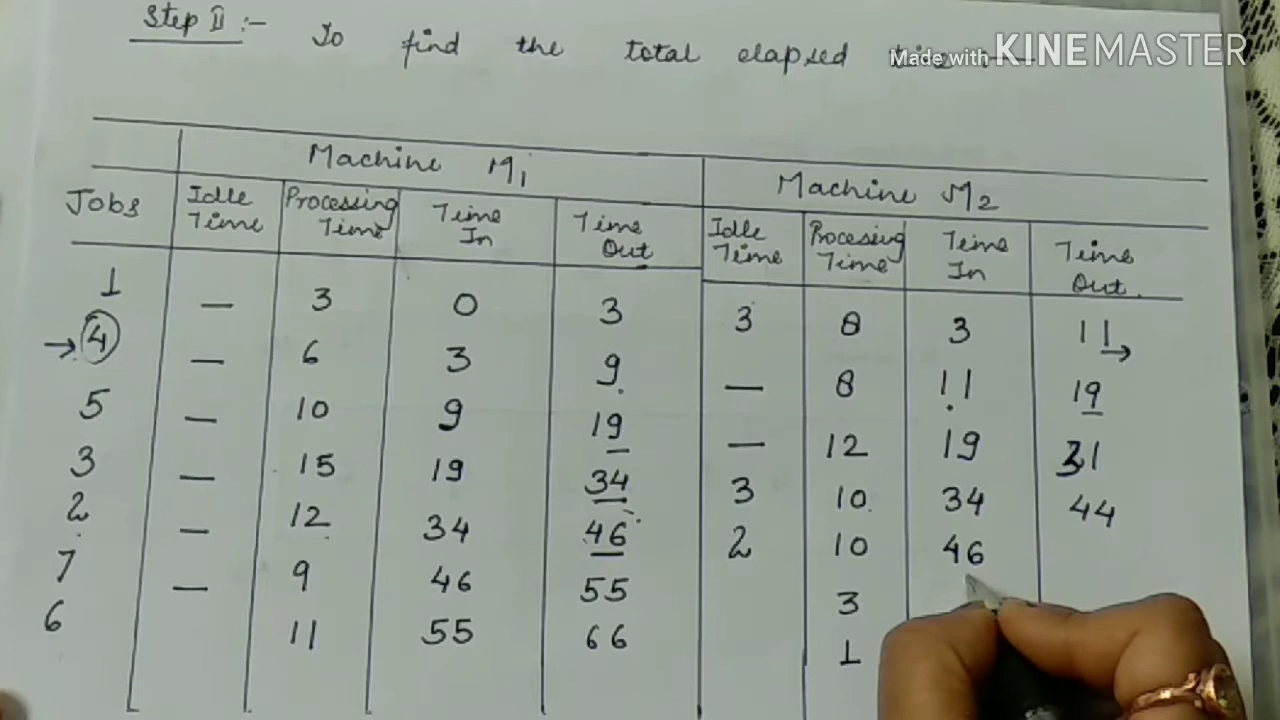 Step II :-
To find the total elapsed time :-
Made with KINEMASTER
Machine M1 Machine M2
Jobs Idle Time Processing Time Time In Time Out Idle Time Processing Time Time In Time Out
1 — 3 0 3 3 8 3 11 →
→ 4 — 6 3 9 — 8 11 19
5 — 10 9 19 — 12 19 31
3 — 15 19 34 3 10 34 44
2 — 12 34 46 2 10 46
7 — 9 46 55 3
6 11 55 66 1